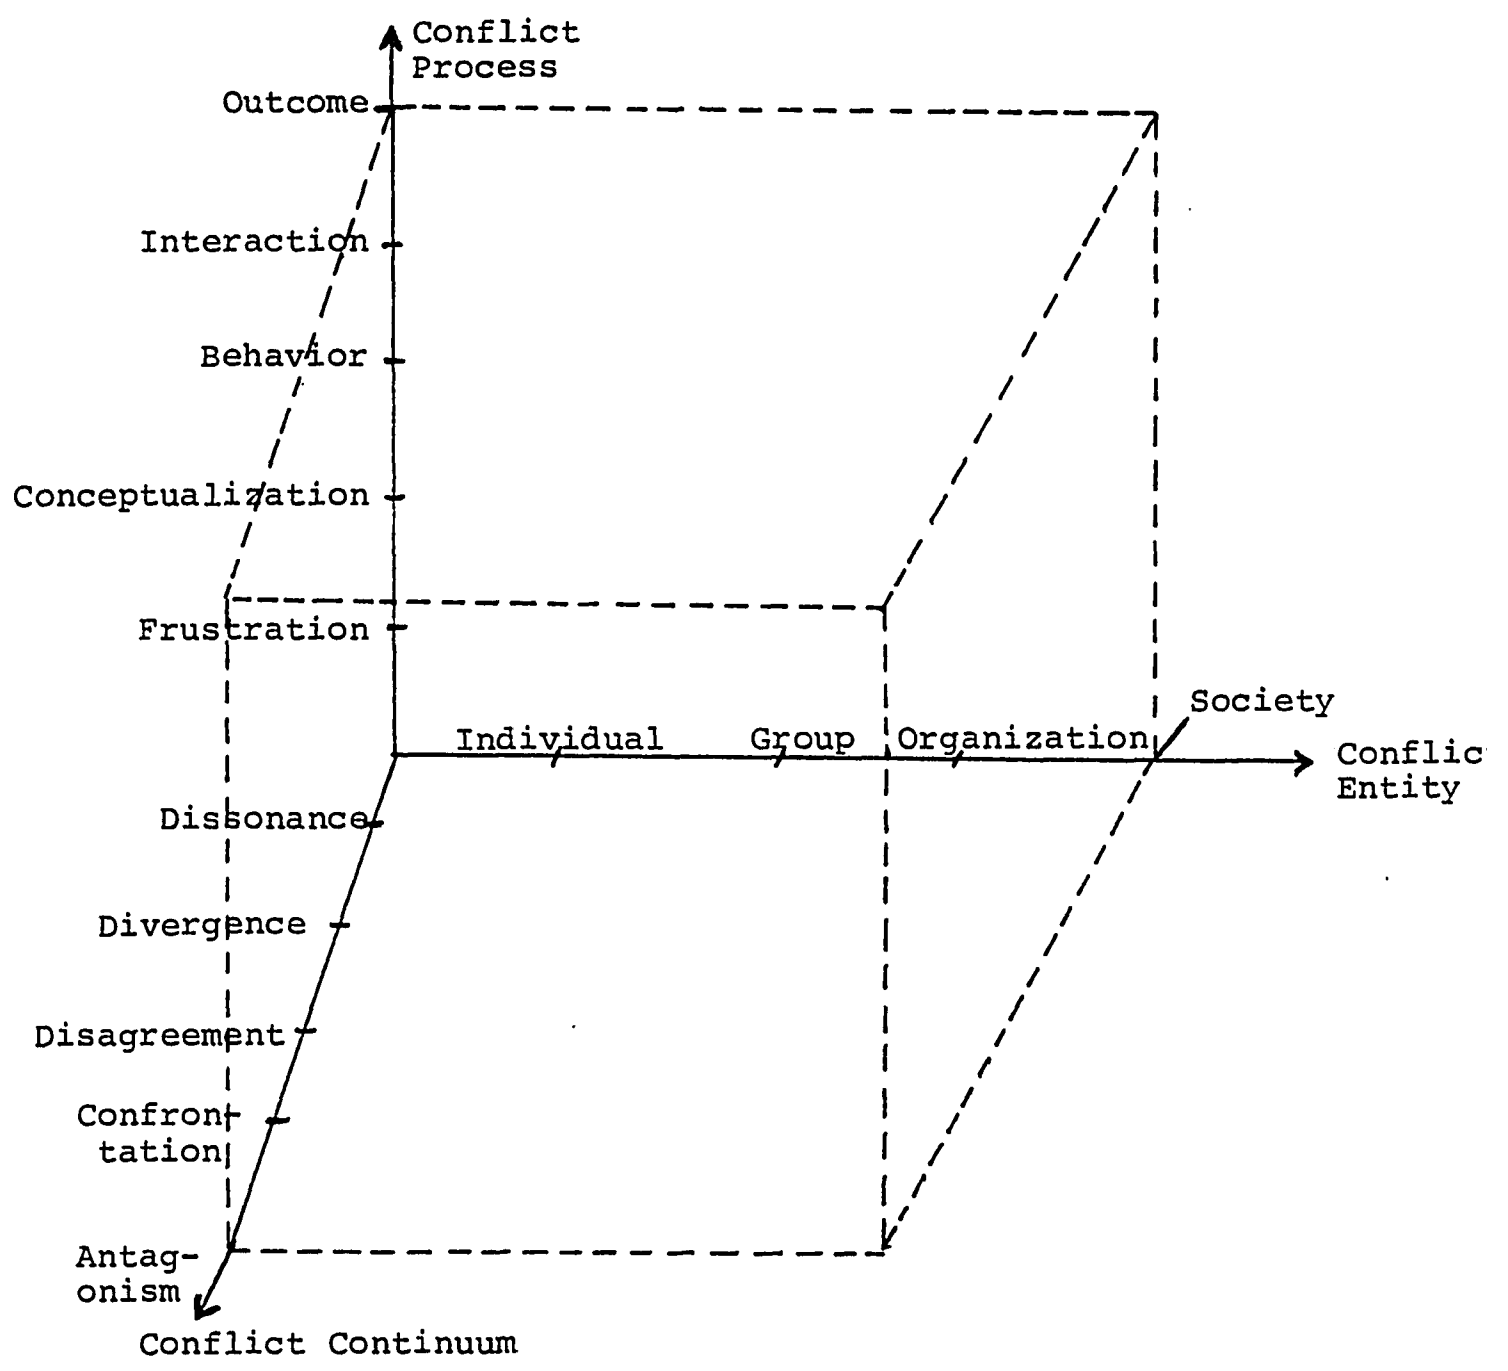 Conflict
Process
Outcome
Interaction
Behavior
Conceptualization
Frustration
Society
Individual Group Organization
Conflic
Entity
Dissonance
Divergence
Disagreement
Confron-
tation
Antag-
onism
Conflict Continuum